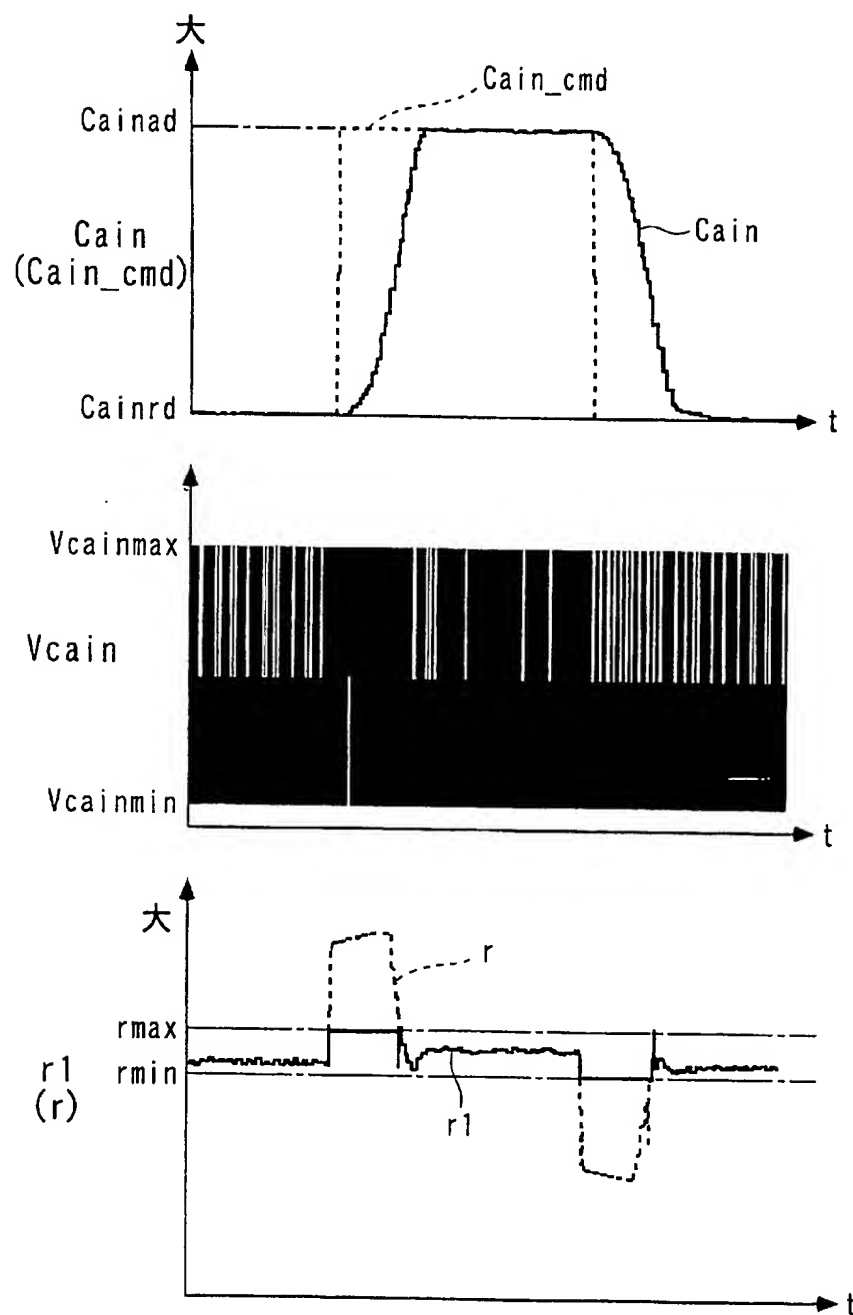 大
Cain_cmd
Cainad
Cain
(Cain_cmd)
Cain
Cainrd
t
Vcainmax
Vcain
Vcainmin
t
大
r
rmax
r1
(r)
rmin
r1
t